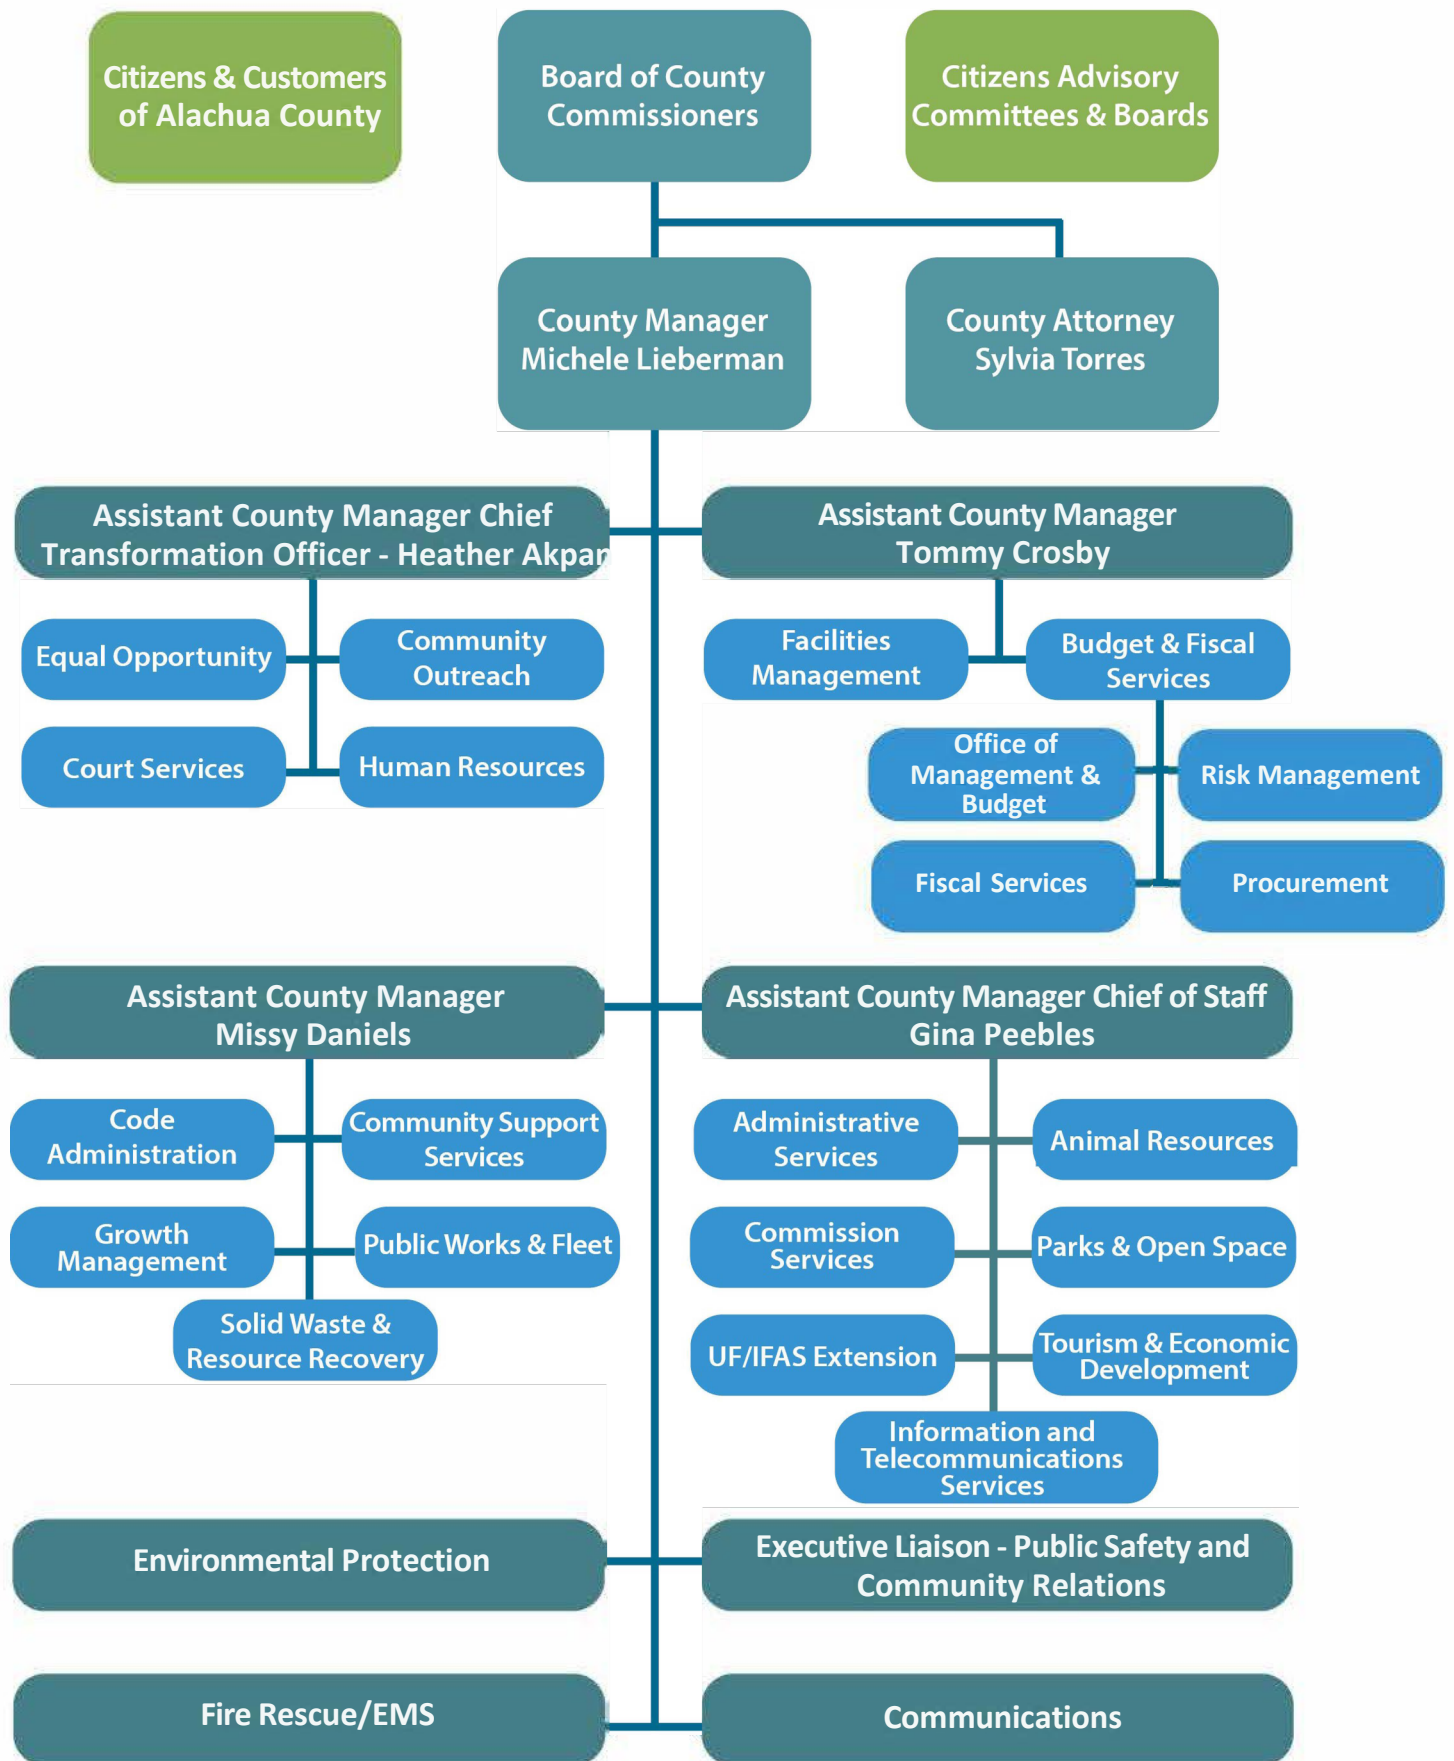 Citizens & Customers
of Alachua County
Board of County
Commissioners
Citizens Advisory
Committees & Boards
County Manager
Michele Lieberman
County Attorney
Sylvia Torres
Assistant County Manager Chief
Transformation Officer - Heather Akpan
Assistant County Manager
Tommy Crosby
Equal Opportunity
Community
Outreach
Court Services
Human Resources
Facilities
Management
Budget & Fiscal
Services
Office of
Management &
Budget
Risk Management
Fiscal Services
Procurement
Assistant County Manager
Missy Daniels
Assistant County Manager Chief of Staff
Gina Peebles
Code
Administration
Community Support
Services
Growth
Management
Public Works & Fleet
Solid Waste &
Resource Recovery
Administrative
Services
Animal Resources
Commission
Services
Parks & Open Space
UF/IFAS Extension
Tourism & Economic
Development
Information and
Telecommunications
Services
Environmental Protection
Executive Liaison - Public Safety and
Community Relations
Fire Rescue/EMS
Communications